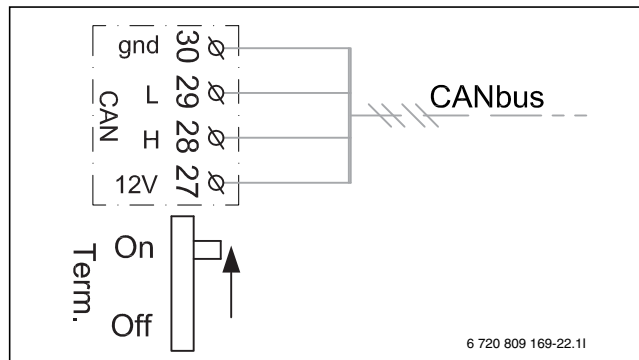 gnd 30
L 29
H 28
12V 27
CAN
CANbus
Term.
On
Off
6 720 809 169-22.1I